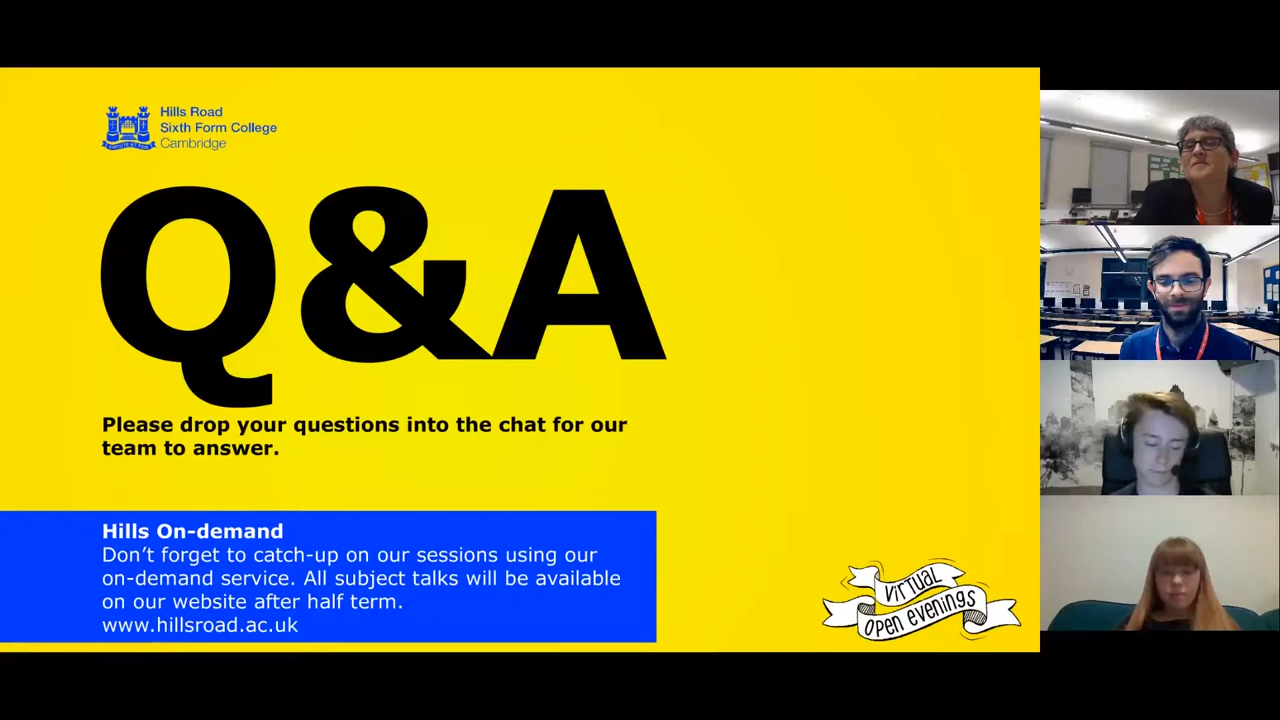 Hills Road
Sixth Form College
Cambridge
Q&A
Please drop your questions into the chat for our
team to answer.
Hills On-demand
Don’t forget to catch-up on our sessions using our
on-demand service. All subject talks will be available
on our website after half term.
www.hillsroad.ac.uk
VIRTUAL
OPEN EVENINGS